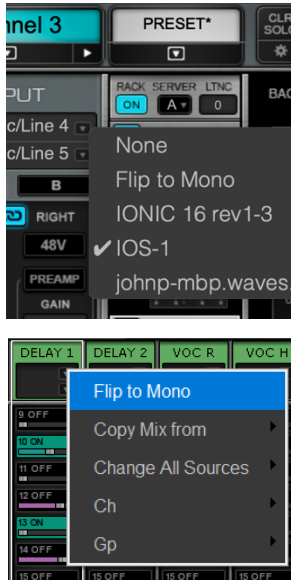 nnel 3
PRESET*
CLR
SOLO
PUT
RACK SERVER LTNC
ON A 0
BAC
c/Line 4
c/Line 5
B
RIGHT
48V
PREAMP
GAIN
None
Flip to Mono
IONIC 16 rev1-3
✔ IOS-1
johnp-mbp.waves.
DELAY 1 DELAY 2 VOC R VOC H
9 OFF
10 ON
11 OFF
12 OFF
13 ON
14 OFF
15 OFF 15 OFF 15 OFF 15 OFF
Flip to Mono
Copy Mix from
Change All Sources
Ch
Gp